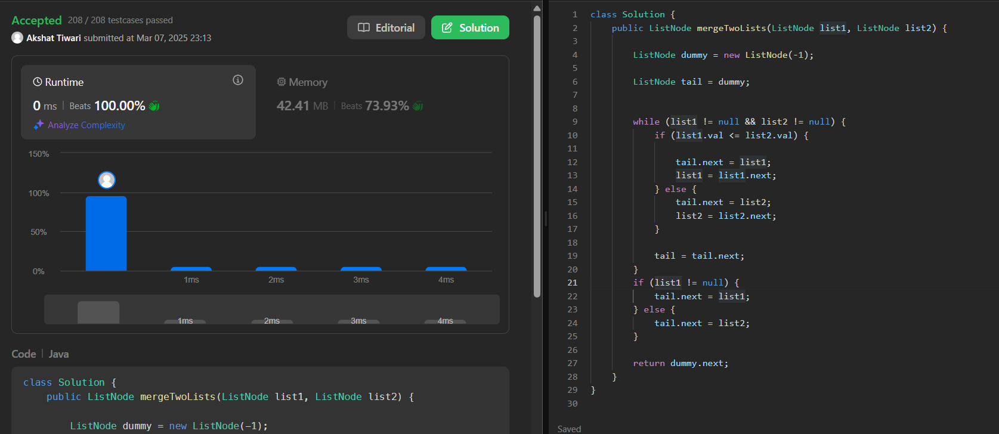 Accepted 208 / 208 testcases passed
Akshat Tiwari submitted at Mar 07, 2025 23:13
Editorial
Solution
Runtime
0 ms | Beats 100.00%
Analyze Complexity
Memory
42.41 MB | Beats 73.93%
150%
100%
50%
0%
1ms 2ms 3ms 4ms
1ms 2ms 3ms 4ms
Code | Java
class Solution {
    public ListNode mergeTwoLists(ListNode list1, ListNode list2) {
        ListNode dummy = new ListNode(-1);
1 class Solution {
2     public ListNode mergeTwoLists(ListNode list1, ListNode list2) {
3
4         ListNode dummy = new ListNode(-1);
5
6         ListNode tail = dummy;
7
8
9         while (list1 != null && list2 != null) {
10             if (list1.val <= list2.val) {
11
12                 tail.next = list1;
13                 list1 = list1.next;
14             } else {
15                 tail.next = list2;
16                 list2 = list2.next;
17             }
18
19             tail = tail.next;
20         }
21         if (list1 != null) {
22             tail.next = list1;
23         } else {
24             tail.next = list2;
25         }
26
27         return dummy.next;
28     }
29 }
30
Saved